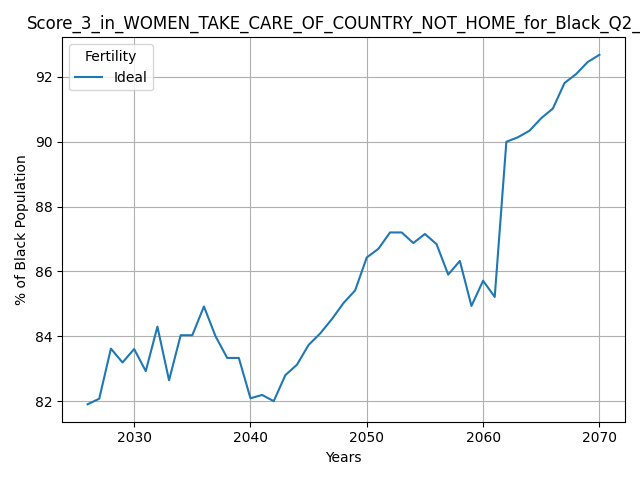 Score_3_in_WOMEN_TAKE_CARE_OF_COUNTRY_NOT_HOME_for_Black_Q2_
Fertility
Ideal
% of Black Population
92
90
88
86
84
82
2030
2040
2050
2060
2070
Years